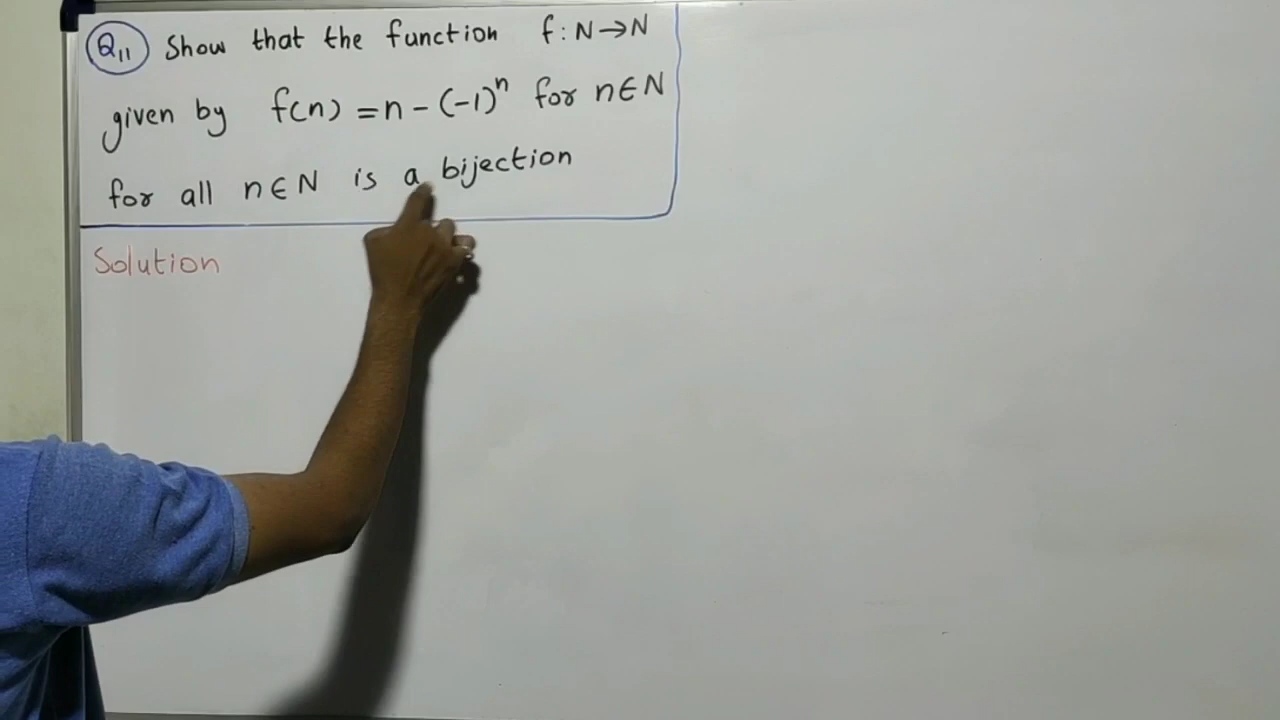 Q11 Show that the function f : N→N
given by f(n) = n - (-1)^n for n∈N
for all n∈N is a bijection
Solution